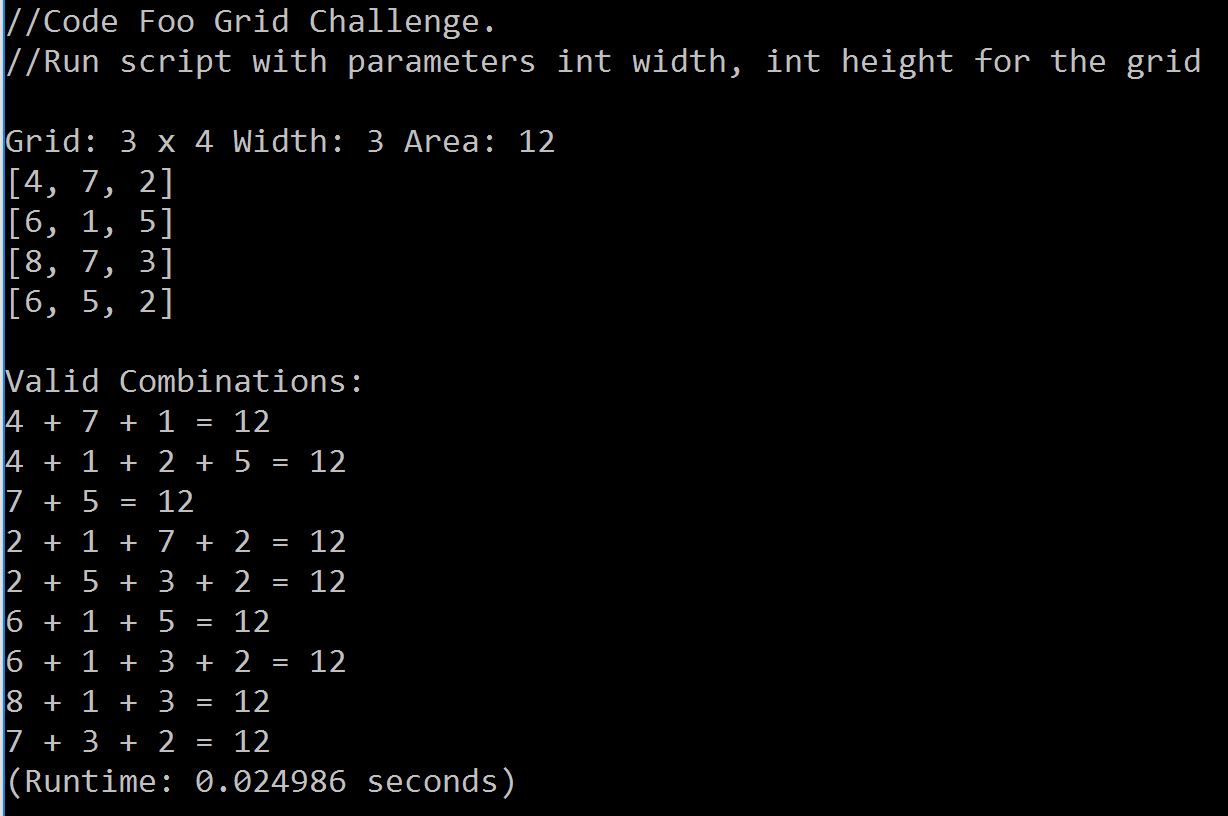 //Code Foo Grid Challenge.
//Run script with parameters int width, int height for the grid
Grid: 3 x 4 Width: 3 Area: 12
[4, 7, 2]
[6, 1, 5]
[8, 7, 3]
[6, 5, 2]
Valid Combinations:
4 + 7 + 1 = 12
4 + 1 + 2 + 5 = 12
7 + 5 = 12
2 + 1 + 7 + 2 = 12
2 + 5 + 3 + 2 = 12
6 + 1 + 5 = 12
6 + 1 + 3 + 2 = 12
8 + 1 + 3 = 12
7 + 3 + 2 = 12
(Runtime: 0.024986 seconds)